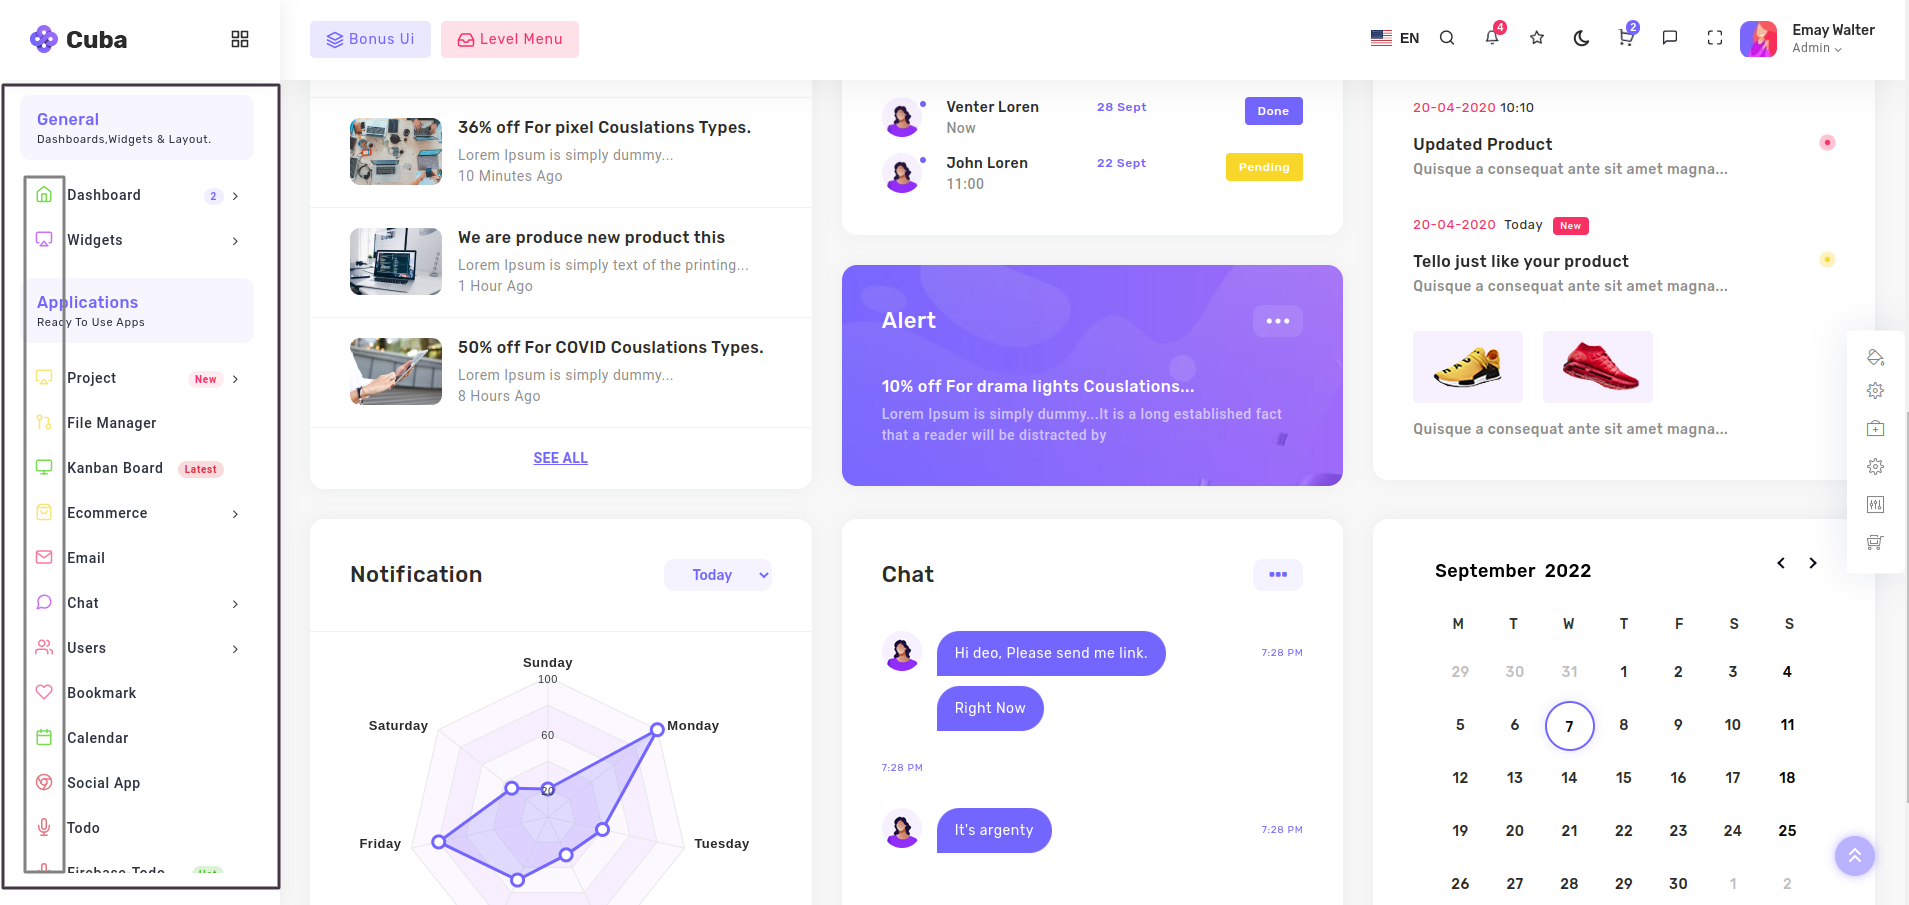 Cuba
Bonus Ui
Level Menu
EN
4
2
Emay Walter
Admin
General
Dashboards,Widgets & Layout.
Dashboard 2
Widgets
Applications
Ready To Use Apps
Project New
File Manager
Kanban Board Latest
Ecommerce
Email
Chat
Users
Bookmark
Calendar
Social App
Todo
Firebase Todo Hot
36% off For pixel Couslations Types.
Lorem Ipsum is simply dummy...
10 Minutes Ago
We are produce new product this
Lorem Ipsum is simply text of the printing...
1 Hour Ago
50% off For COVID Couslations Types.
Lorem Ipsum is simply dummy...
8 Hours Ago
SEE ALL
Venter Loren 28 Sept Done
Now
John Loren 22 Sept Pending
11:00
Alert
10% off For drama lights Couslations...
Lorem Ipsum is simply dummy...It is a long established fact
that a reader will be distracted by
20-04-2020 10:10
Updated Product
Quisque a consequat ante sit amet magna...
20-04-2020 Today New
Tello just like your product
Quisque a consequat ante sit amet magna...
Quisque a consequat ante sit amet magna...
Notification Today
Sunday
100
Saturday
Monday
60
20
Friday
Tuesday
Chat
Hi deo, Please send me link.
7:28 PM
Right Now
7:28 PM
It's argenty
7:28 PM
September 2022
M T W T F S S
29 30 31 1 2 3 4
5 6 7 8 9 10 11
12 13 14 15 16 17 18
19 20 21 22 23 24 25
26 27 28 29 30 1 2